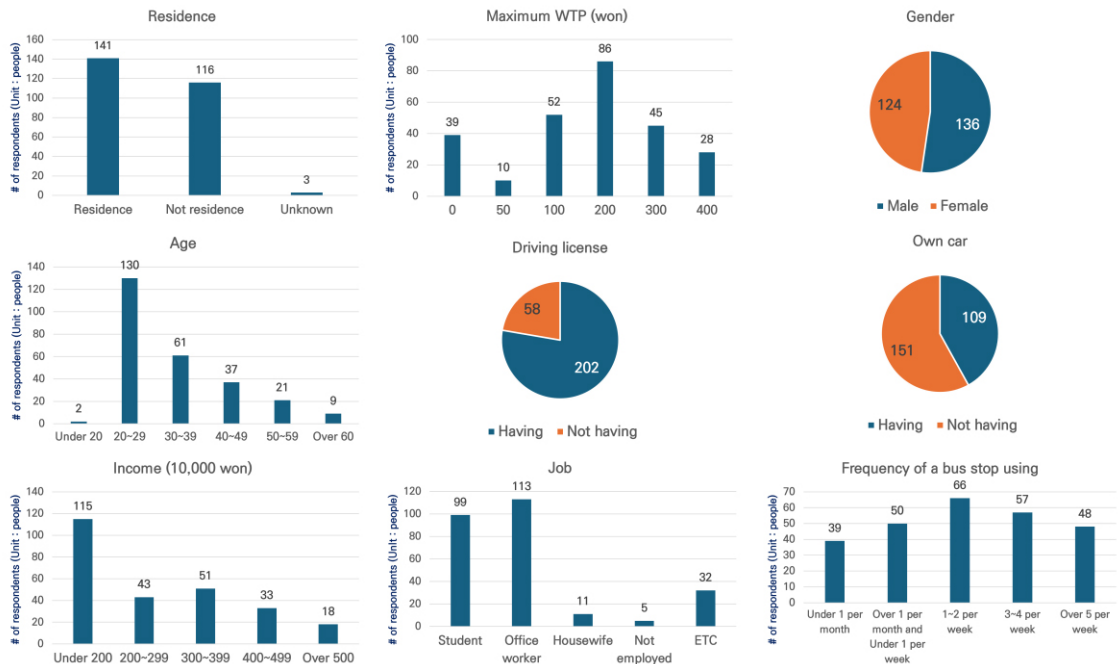 Residence
# of respondents (Unit : people)
160
140
120
100
80
60
40
20
0
141
116
3
Residence
Not residence
Unknown
Maximum WTP (won)
# of respondents (Unit : people)
100
80
60
40
20
0
39
10
52
86
45
28
0
50
100
200
300
400
Gender
124
136
Male
Female
Age
# of respondents (Unit : people)
140
120
100
80
60
40
20
0
2
130
61
37
21
9
Under 20
20~29
30~39
40~49
50~59
Over 60
Driving license
58
202
Having
Not having
Own car
109
151
Having
Not having
Income (10,000 won)
# of respondents (Unit : people)
140
120
100
80
60
40
20
0
115
43
51
33
18
Under 200
200~299
300~399
400~499
Over 500
Job
# of respondents (Unit : people)
120
100
80
60
40
20
0
99
113
11
5
32
Student
Office
worker
Housewife
Not
employed
ETC
Frequency of a bus stop using
# of respondents (Unit : people)
70
60
50
40
30
20
10
0
39
50
66
57
48
Under 1 per
month
Over 1 per
month and
Under 1 per
week
1~2 per
week
3~4 per
week
Over 5 per
week